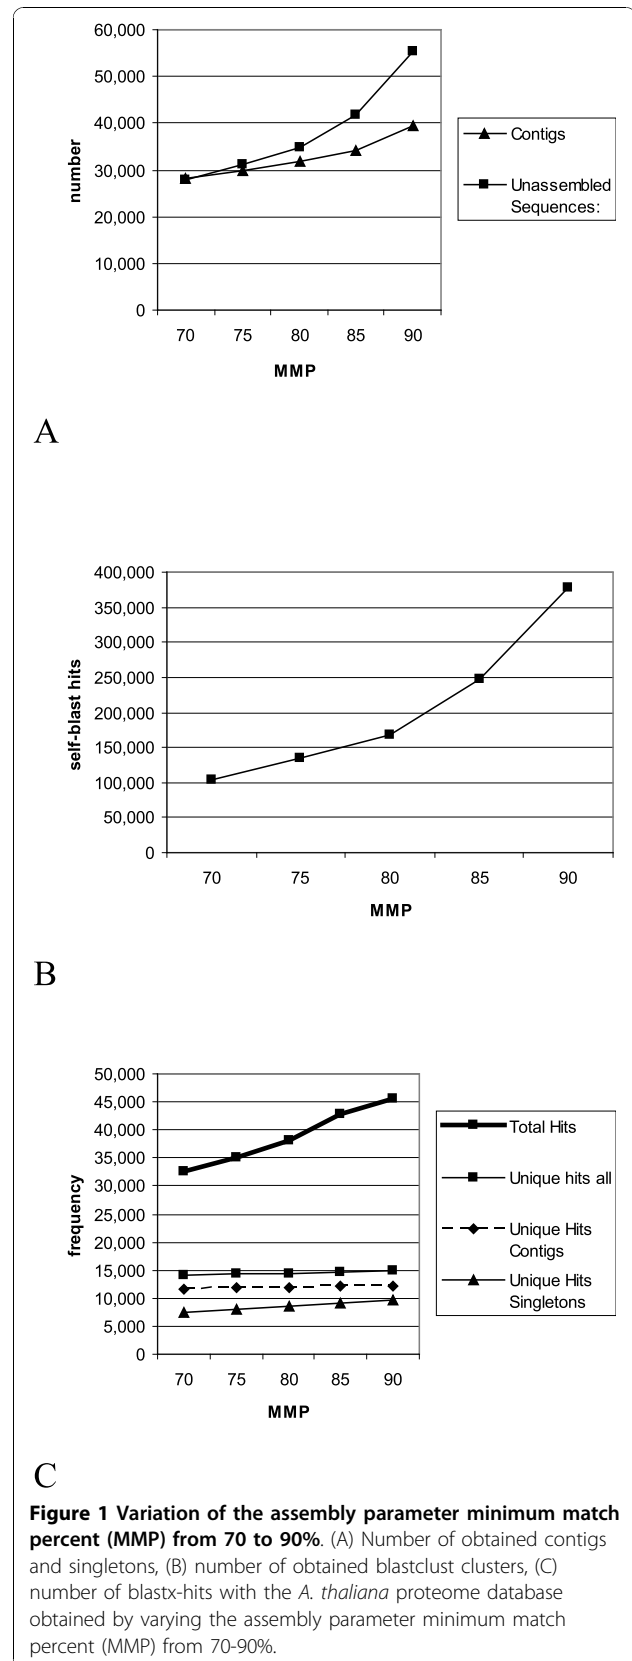 60,000
50,000
40,000
30,000
20,000
10,000
0
number
70 75 80 85 90
MMP
Contigs
Unassembled
Sequences:
A
400,000
350,000
300,000
250,000
200,000
150,000
100,000
50,000
0
self-blast hits
70 75 80 85 90
MMP
B
50,000
45,000
40,000
35,000
30,000
25,000
20,000
15,000
10,000
5,000
0
frequency
70 75 80 85 90
MMP
Total Hits
Unique hits all
Unique Hits
Contigs
Unique Hits
Singletons
C
Figure 1 Variation of the assembly parameter minimum match
percent (MMP) from 70 to 90%. (A) Number of obtained contigs
and singletons, (B) number of obtained blastclust clusters, (C)
number of blastx-hits with the A. thaliana proteome database
obtained by varying the assembly parameter minimum match
percent (MMP) from 70-90%.